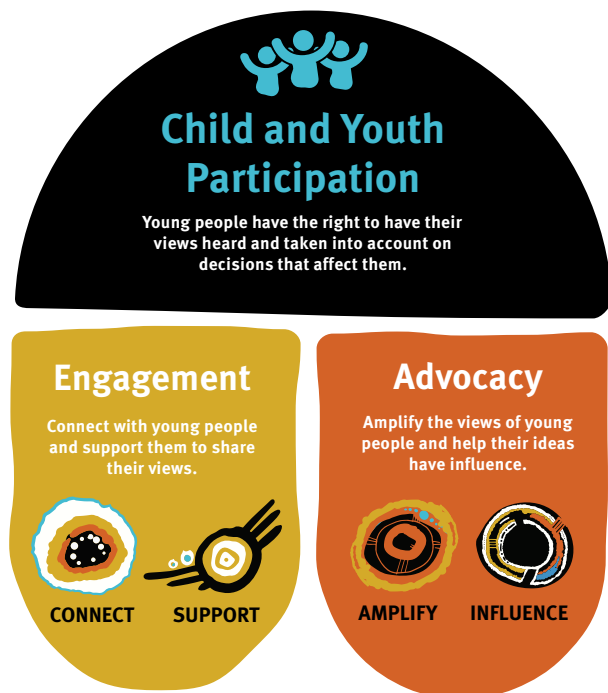 Child and Youth
Participation
Young people have the right to have their
views heard and taken into account on
decisions that affect them.
Engagement
Connect with young people
and support them to share
their views.
CONNECT
SUPPORT
Advocacy
Amplify the views of young
people and help their ideas
have influence.
AMPLIFY
INFLUENCE